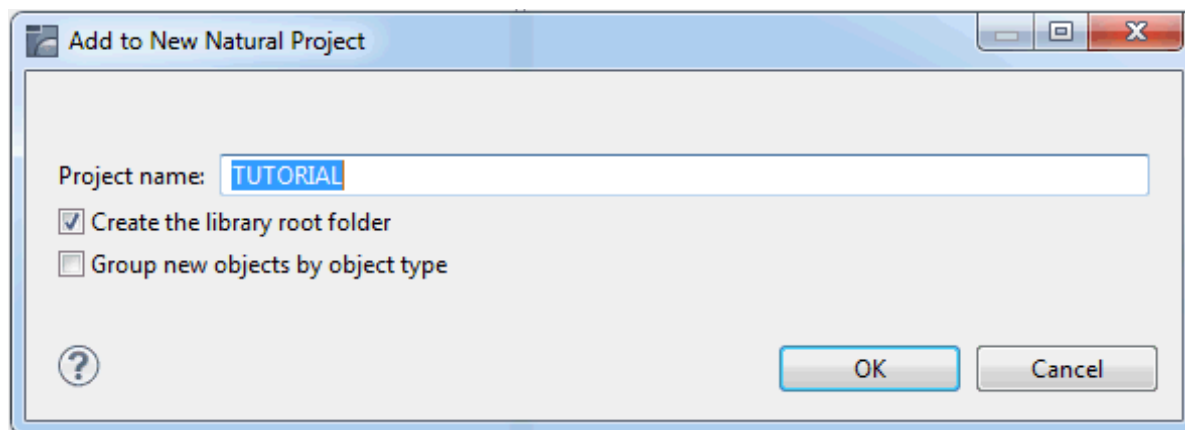 Add to New Natural Project
Project name: TUTORIAL
Create the library root folder
Group new objects by object type
?
OK Cancel